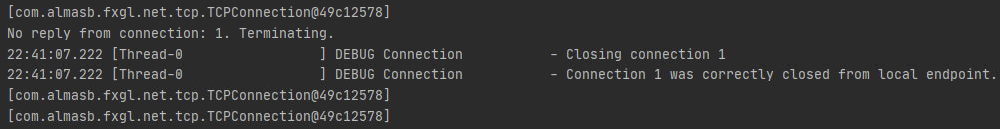 [com.almasb.fxgl.net.tcp.TCPConnection@49c12578]
No reply from connection: 1. Terminating.
22:41:07.222 [Thread-0                 ] DEBUG Connection           - Closing connection 1
22:41:07.222 [Thread-0                 ] DEBUG Connection           - Connection 1 was correctly closed from local endpoint.
[com.almasb.fxgl.net.tcp.TCPConnection@49c12578]
[com.almasb.fxgl.net.tcp.TCPConnection@49c12578]